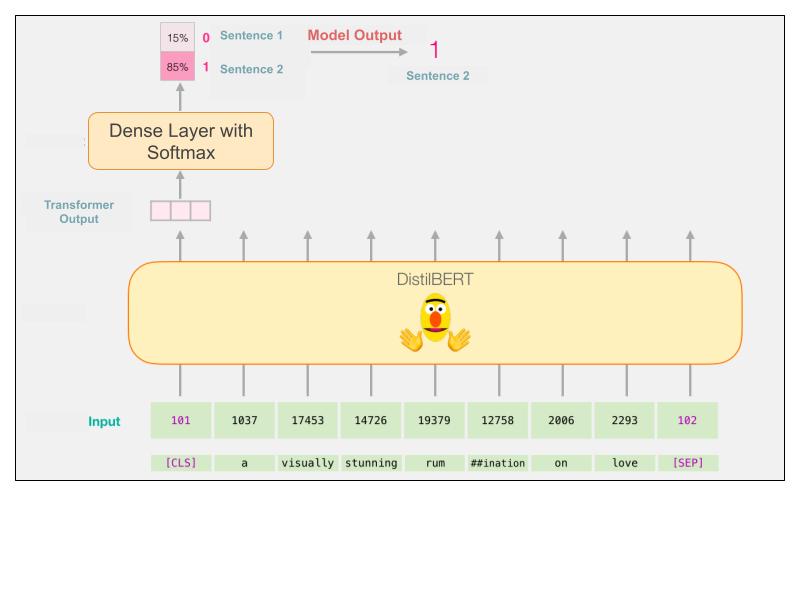 15% 0 Sentence 1 Model Output 1
85% 1 Sentence 2 Sentence 2
Dense Layer with
Softmax
Transformer
Output
DistilBERT
Input 101 1037 17453 14726 19379 12758 2006 2293 102
[CLS] a visually stunning rum ##ination on love [SEP]